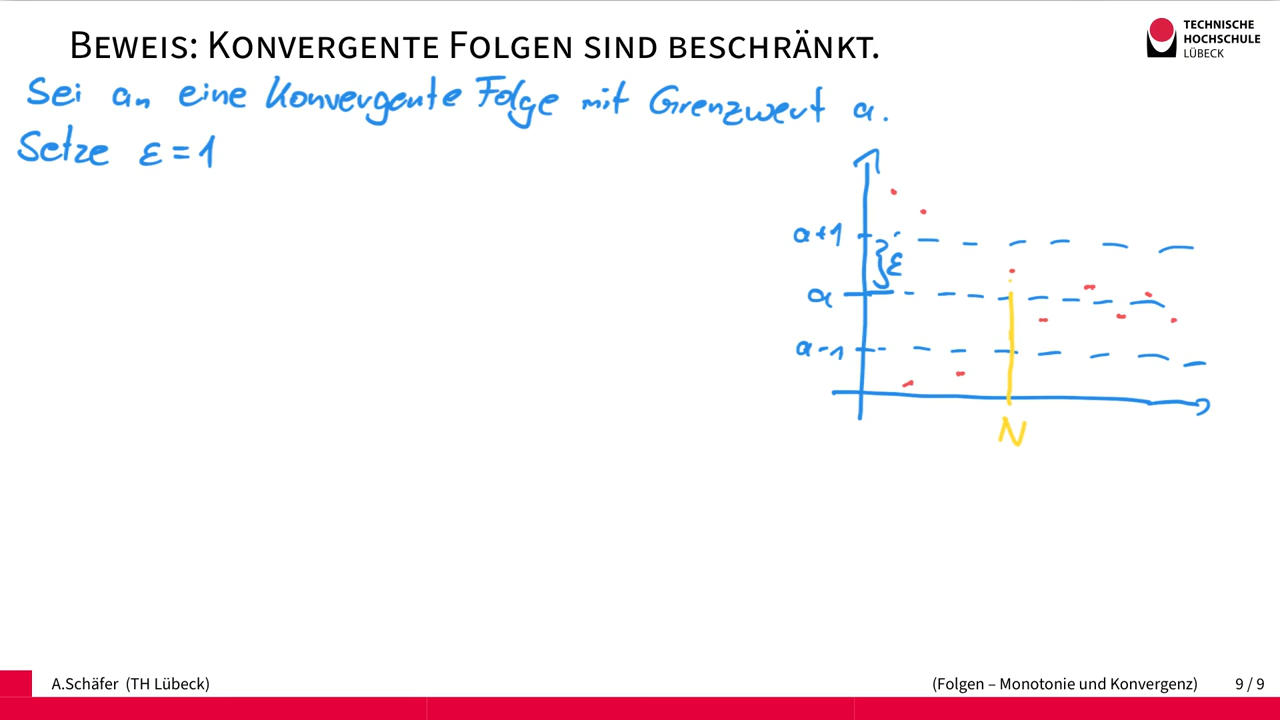 BEWEIS: KONVERGENTE FOLGEN SIND BESCHRÄNKT.
TECHNISCHE
HOCHSCHULE
LÜBECK
Sei an eine konvergente Folge mit Grenzwert a.
Setze ε = 1
a+1
ε
a
a-1
N
A.Schäfer (TH Lübeck)
(Folgen – Monotonie und Konvergenz)
9 / 9